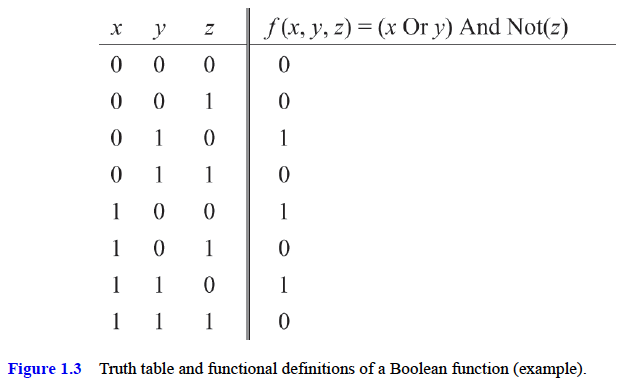 x y z f (x, y, z) = (x Or y) And Not(z)
0 0 0 0
0 0 1 0
0 1 0 1
0 1 1 0
1 0 0 1
1 0 1 0
1 1 0 1
1 1 1 0
Figure 1.3 Truth table and functional definitions of a Boolean function (example).